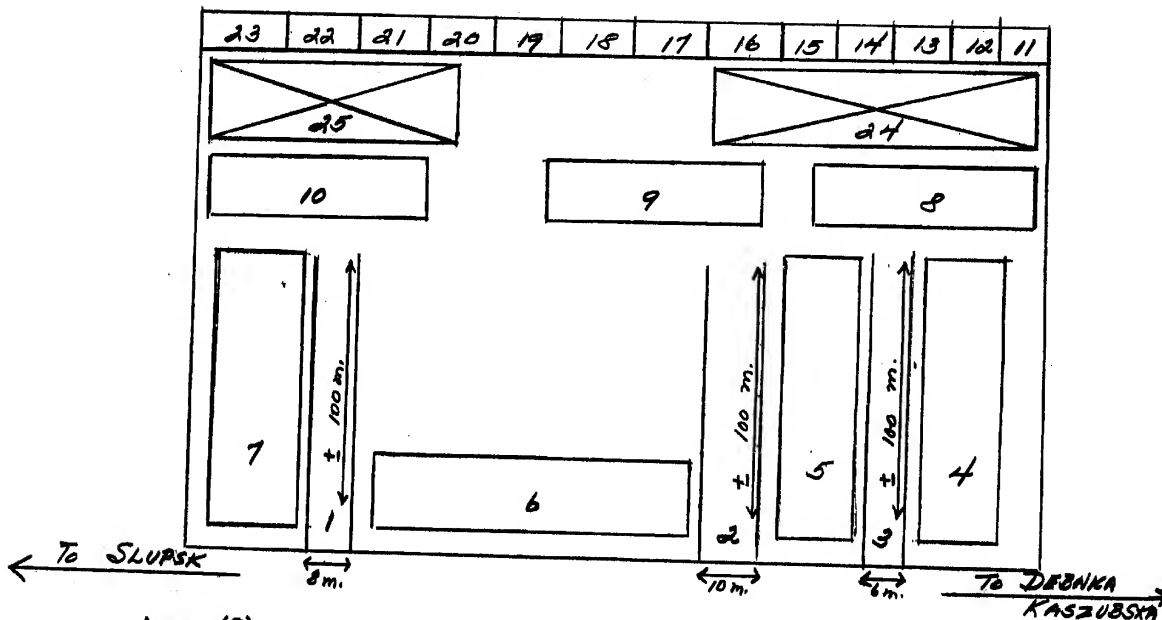 23 22 21 20 19 18 17 16 15 14 13 12 11
25 24
10 9 8
± 100 m. ± 100 m. ± 100 m.
7 1 6 2 5 3 4
To SLUPSK
8 m. 10 m. 6 m.
To DEBNKA
KASZUBSKA